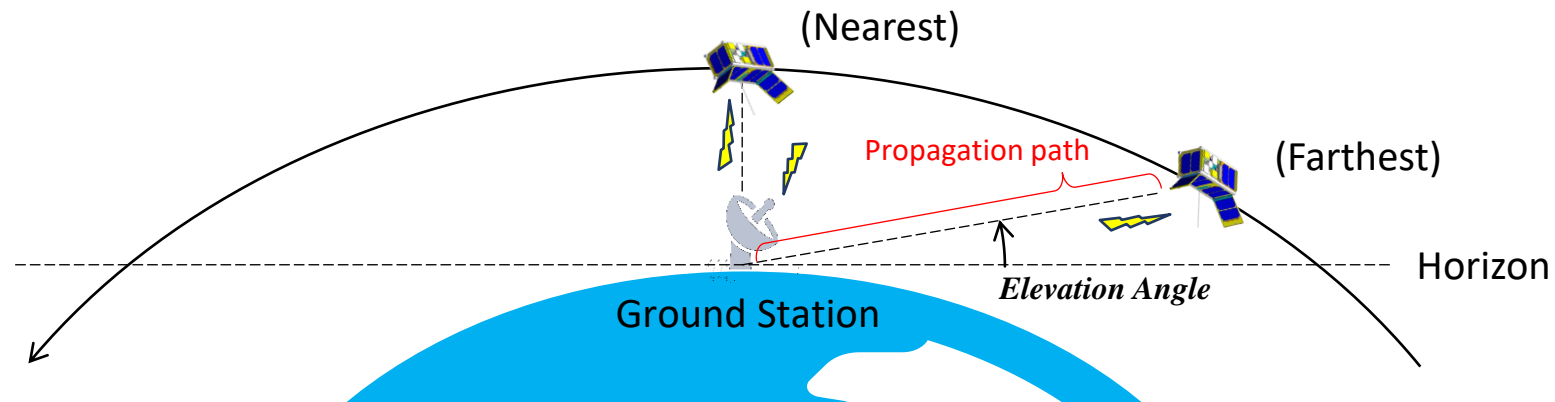 (Nearest)
Propagation path
(Farthest)
Horizon
Elevation Angle
Ground Station